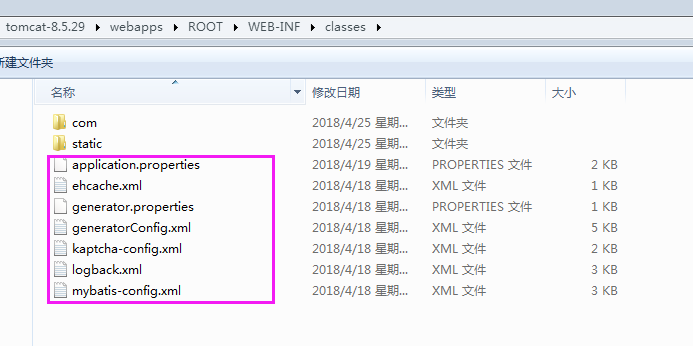 tomcat-8.5.29 ▸ webapps ▸ ROOT ▸ WEB-INF ▸ classes ▸
新建文件夹
名称 修改日期 类型 大小
com 2018/4/25 星期... 文件夹
static 2018/4/25 星期... 文件夹
application.properties 2018/4/19 星期... PROPERTIES 文件 2 KB
ehcache.xml 2018/4/18 星期... XML 文件 1 KB
generator.properties 2018/4/18 星期... PROPERTIES 文件 1 KB
generatorConfig.xml 2018/4/18 星期... XML 文件 5 KB
kaptcha-config.xml 2018/4/18 星期... XML 文件 2 KB
logback.xml 2018/4/18 星期... XML 文件 3 KB
mybatis-config.xml 2018/4/18 星期... XML 文件 3 KB